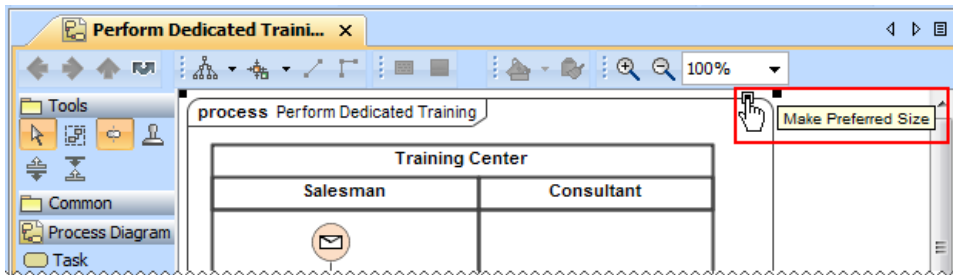 Perform Dedicated Traini...
100%
Tools
process Perform Dedicated Training
Make Preferred Size
Training Center
Salesman Consultant
Common
Process Diagram
Task